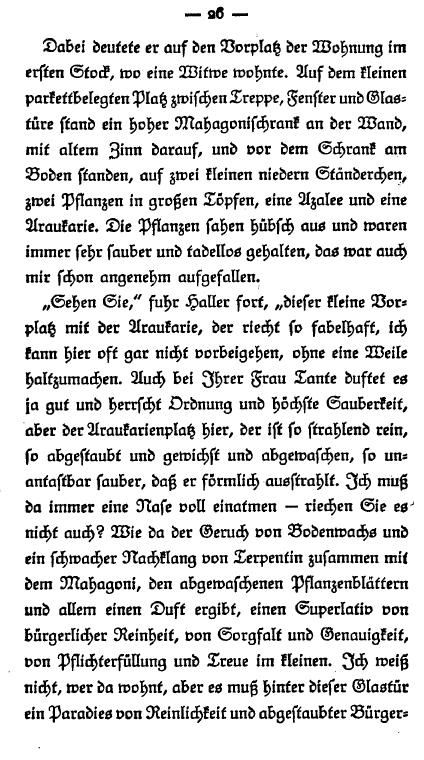 — 26 —
Dabei deutete er auf den Vorplatz der Wohnung im
ersten Stock, wo eine Witwe wohnte. Auf dem kleinen
parkettbelegten Platz zwischen Treppe, Fenster und Glas-
türe stand ein hoher Mahagonischrank an der Wand,
mit altem Zinn darauf, und vor dem Schrank am
Boden standen, auf zwei kleinen niedern Ständerchen,
zwei Pflanzen in großen Töpfen, eine Azalee und eine
Araukarie. Die Pflanzen sahen hübsch aus und waren
immer sehr sauber und tadellos gehalten, das war auch
mir schon angenehm aufgefallen.
„Sehen Sie,“ fuhr Haller fort, „dieser kleine Vor-
platz mit der Araukarie, der riecht so fabelhaft, ich
kann hier oft gar nicht vorbeigehen, ohne eine Weile
haltzumachen. Auch bei Ihrer Frau Tante duftet es
ja gut und herrscht Ordnung und höchste Sauberkeit,
aber der Araukarienplatz hier, der ist so strahlend rein,
so abgestaubt und gewichst und abgewaschen, so un-
antastbar sauber, daß er förmlich ausstrahlt. Ich muß
da immer eine Nase voll einatmen — riechen Sie es
nicht auch? Wie da der Geruch von Bodenwachs und
ein schwacher Nachklang von Terpentin zusammen mit
dem Mahagoni, den abgewaschenen Pflanzenblättern
und allem einen Duft ergibt, einen Superlativ von
bürgerlicher Reinheit, von Sorgfalt und Genauigkeit,
von Pflichterfüllung und Treue im kleinen. Ich weiß
nicht, wer da wohnt, aber es muß hinter dieser Glastür
ein Paradies von Reinlichkeit und abgestaubter Bürger-